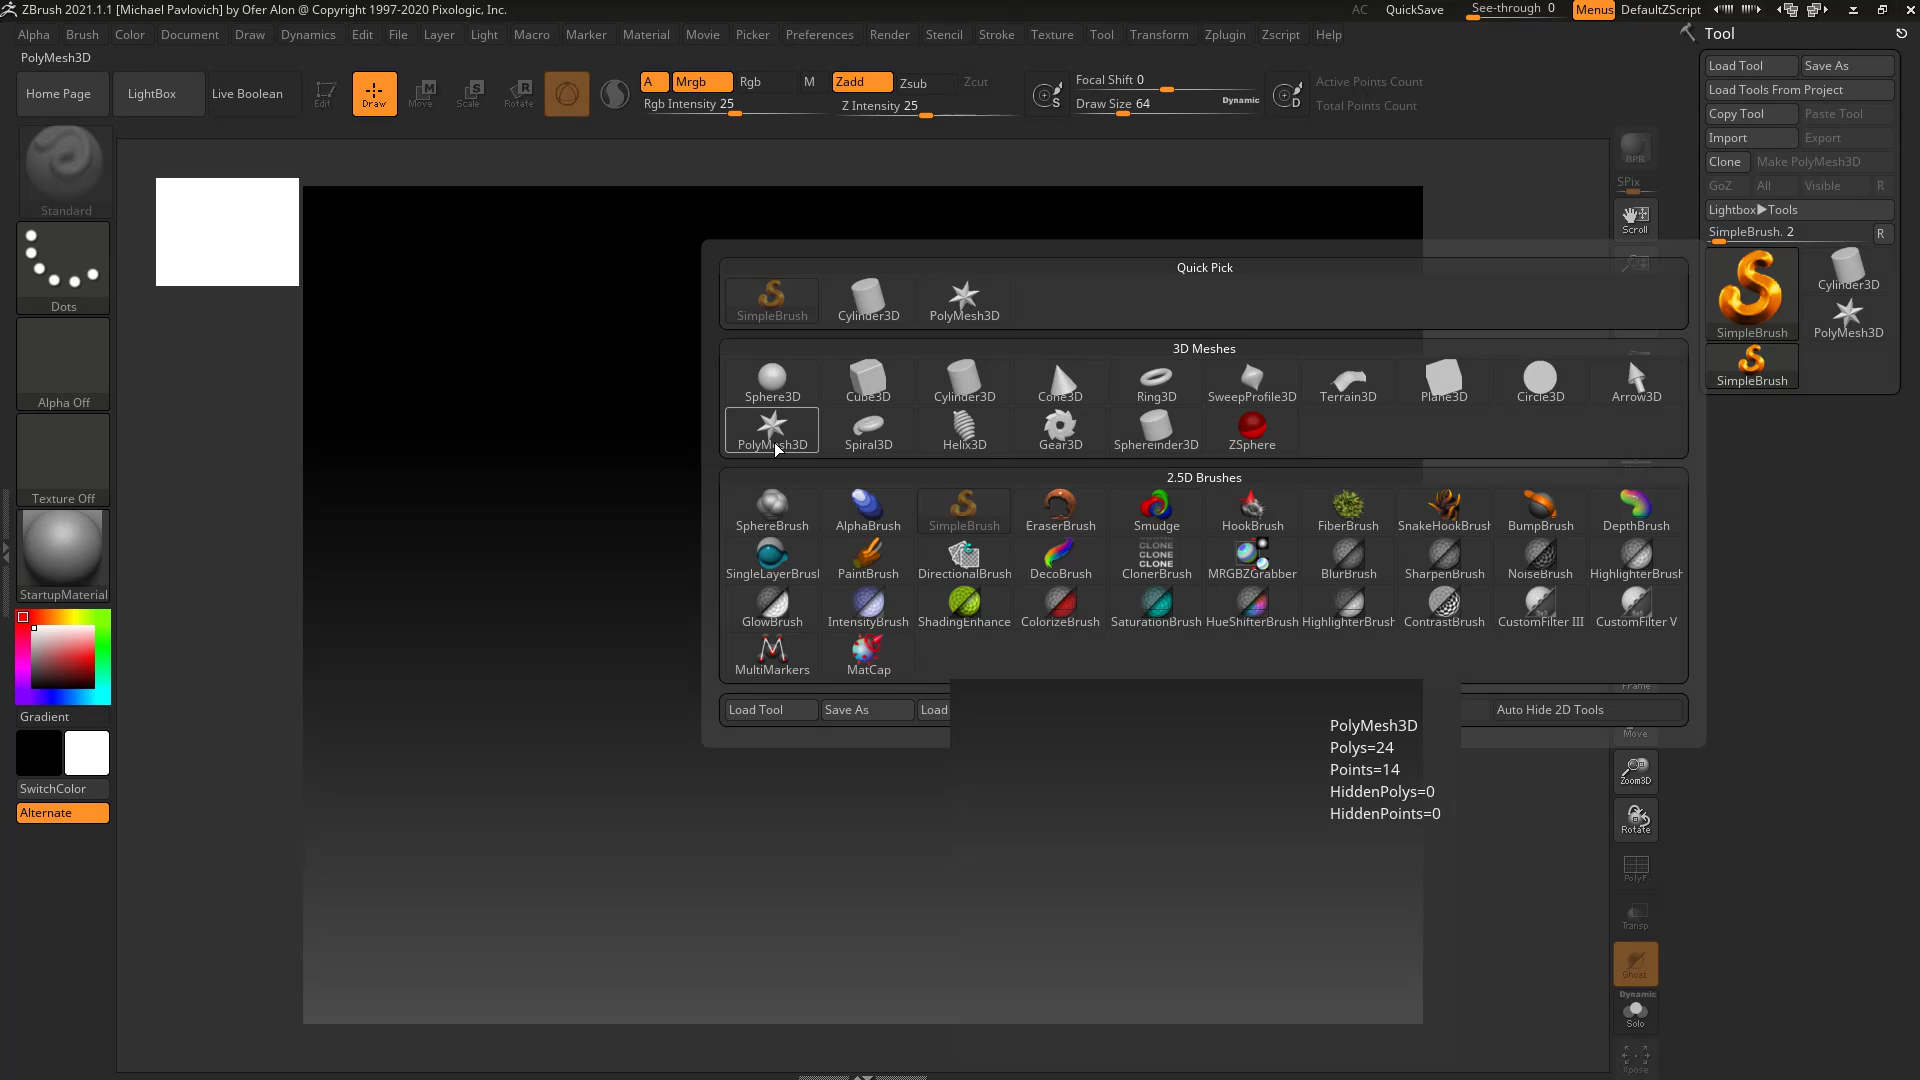 ZBrush 2021.1.1 [Michael Pavlovich] by Ofer Alon @ Copyright 1997-2020 Pixologic, Inc.
AC QuickSave See-through 0 Menus DefaultZScript
Alpha Brush Color Document Draw Dynamics Edit File Layer Light Macro Marker Material Movie Picker Preferences Render Stencil Stroke Texture Tool Transform Zplugin Zscript Help
PolyMesh3D
Home Page LightBox Live Boolean Edit Draw Move Scale Rotate
A Mrgb Rgb M Zadd Zsub Zcut
Rgb Intensity 25 Z Intensity 25
S Focal Shift 0
Draw Size 64 Dynamic D
Active Points Count
Total Points Count
Standard
Dots
Alpha Off
Texture Off
StartupMaterial
Gradient
SwitchColor
Alternate
Quick Pick
SimpleBrush Cylinder3D PolyMesh3D
3D Meshes
Sphere3D Cube3D Cylinder3D Cone3D Ring3D SweepProfile3D Terrain3D Plane3D Circle3D Arrow3D
PolyMesh3D Spiral3D Helix3D Gear3D Sphereinder3D ZSphere
2.5D Brushes
SphereBrush AlphaBrush SimpleBrush EraserBrush Smudge HookBrush FiberBrush SnakeHookBrush BumpBrush DepthBrush
CLONE
CLONE
CLONE
SingleLayerBrusl PaintBrush DirectionalBrush DecoBrush ClonerBrush MRGBZGrabber BlurBrush SharpenBrush NoiseBrush HighlighterBrush
GlowBrush IntensityBrush ShadingEnhance ColorizeBrush SaturationBrush HueShifterBrush HighlighterBrush ContrastBrush CustomFilter III CustomFilter V
MultiMarkers MatCap
Load Tool Save As Load Auto Hide 2D Tools
PolyMesh3D
Polys=24
Points=14
HiddenPolys=0
HiddenPoints=0
BPR
SPix
Scroll
Frame
Move
Zoom3D
Rotate
PolyF
Transp
Ghost
Dynamic
Solo
Xpose
Tool
Load Tool Save As
Load Tools From Project
Copy Tool Paste Tool
Import Export
Clone Make PolyMesh3D
GoZ All Visible R
Lightbox▶Tools
SimpleBrush. 2 R
SimpleBrush Cylinder3D
PolyMesh3D
SimpleBrush